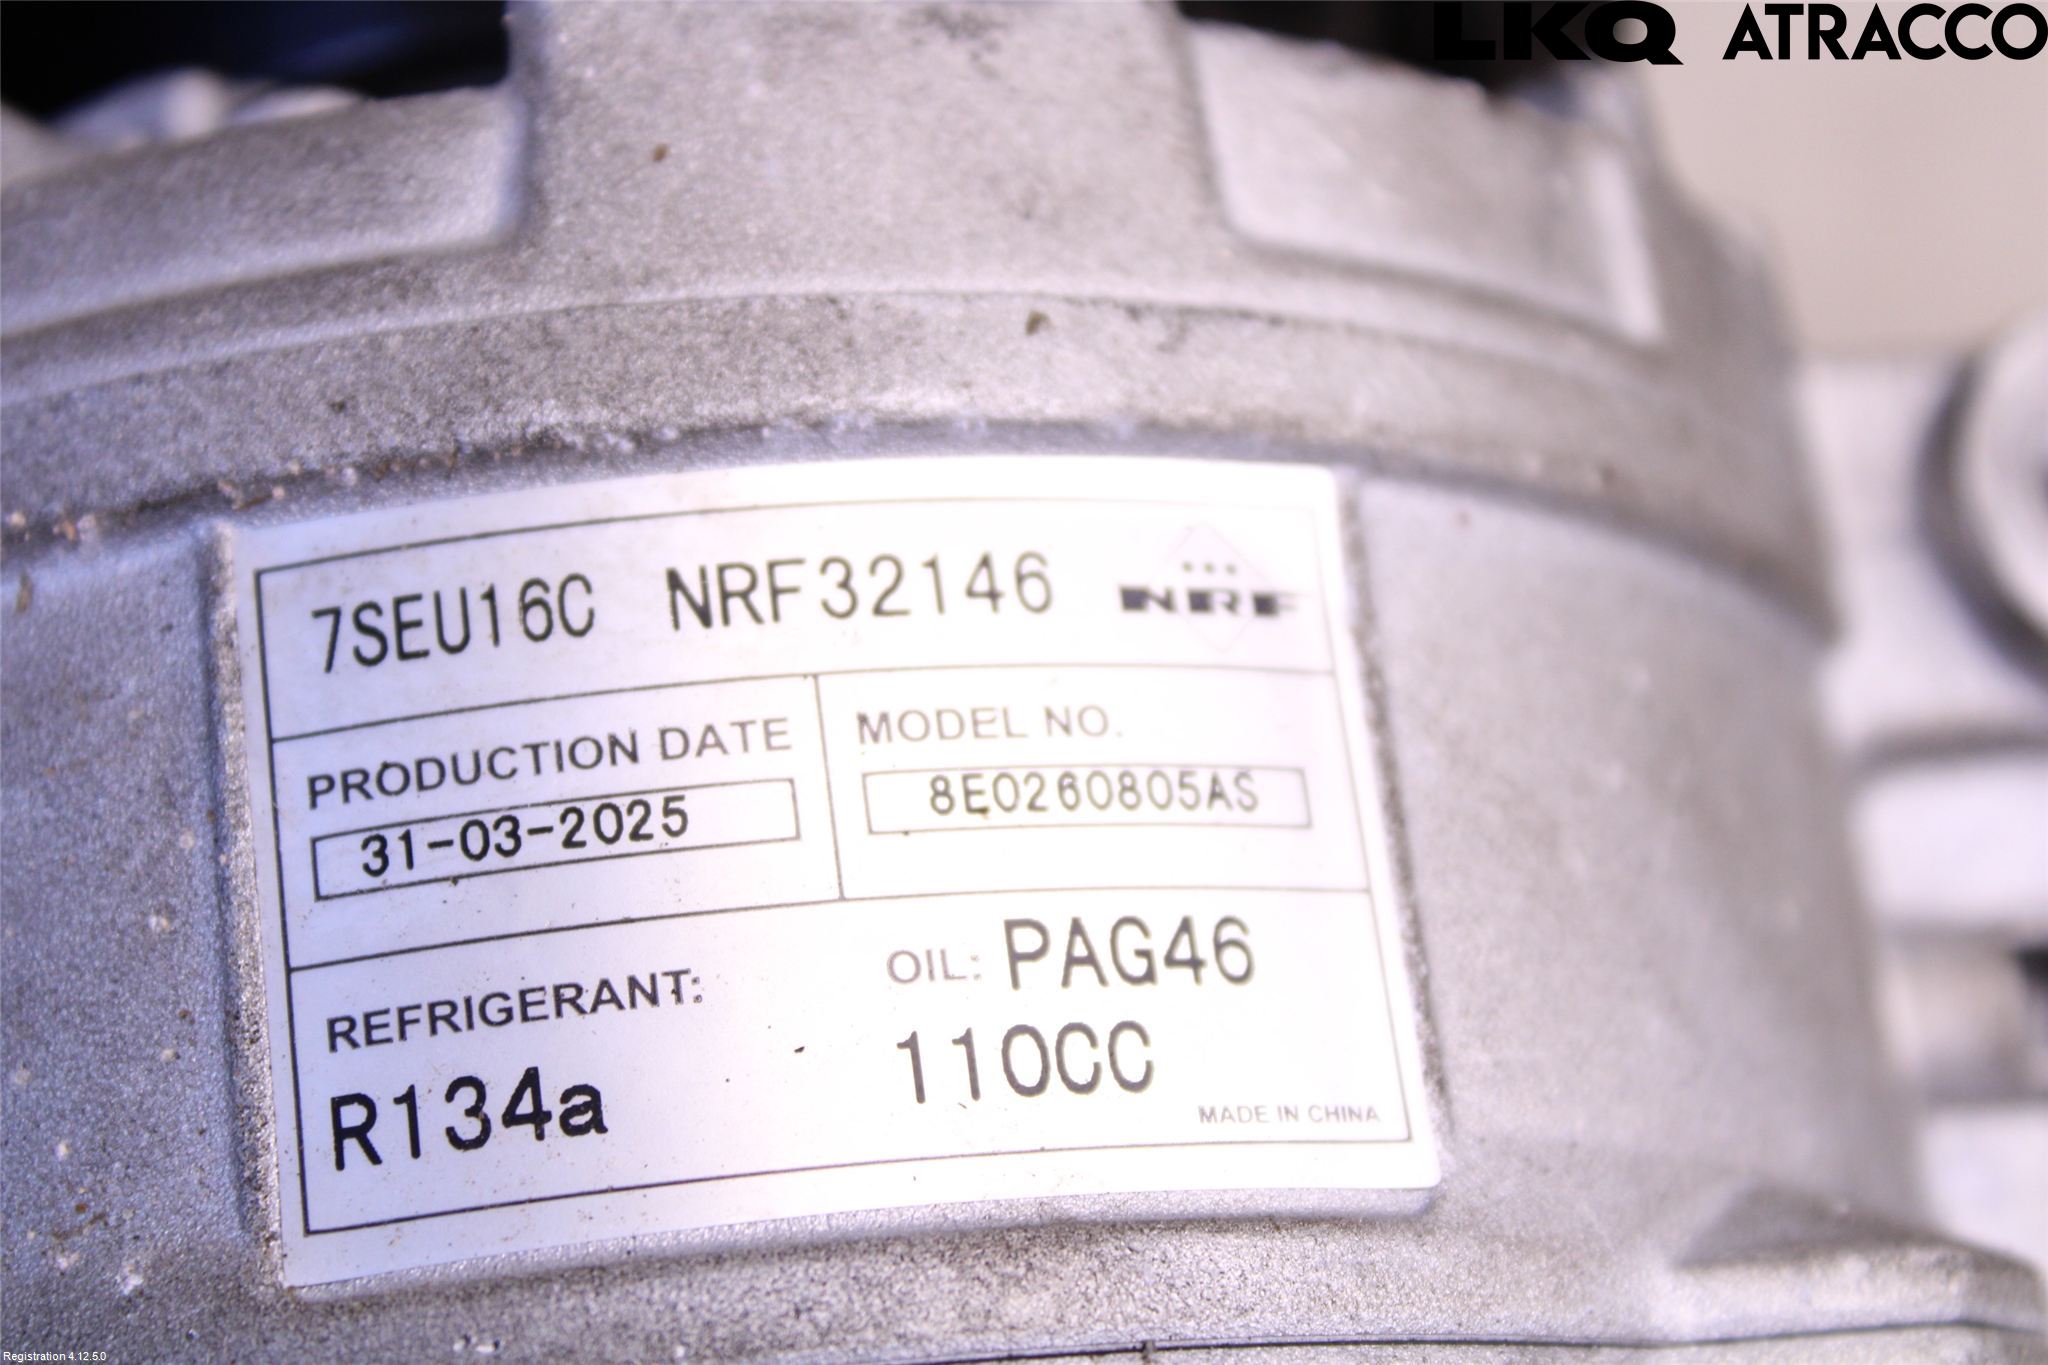 LKQ ATRACCO
7SEU16C NRF32146 NRF
PRODUCTION DATE
31-03-2025
MODEL NO.
8E0260805AS
REFRIGERANT:
R134a
OIL: PAG46
110CC
MADE IN CHINA
Registration 4.12.5.0